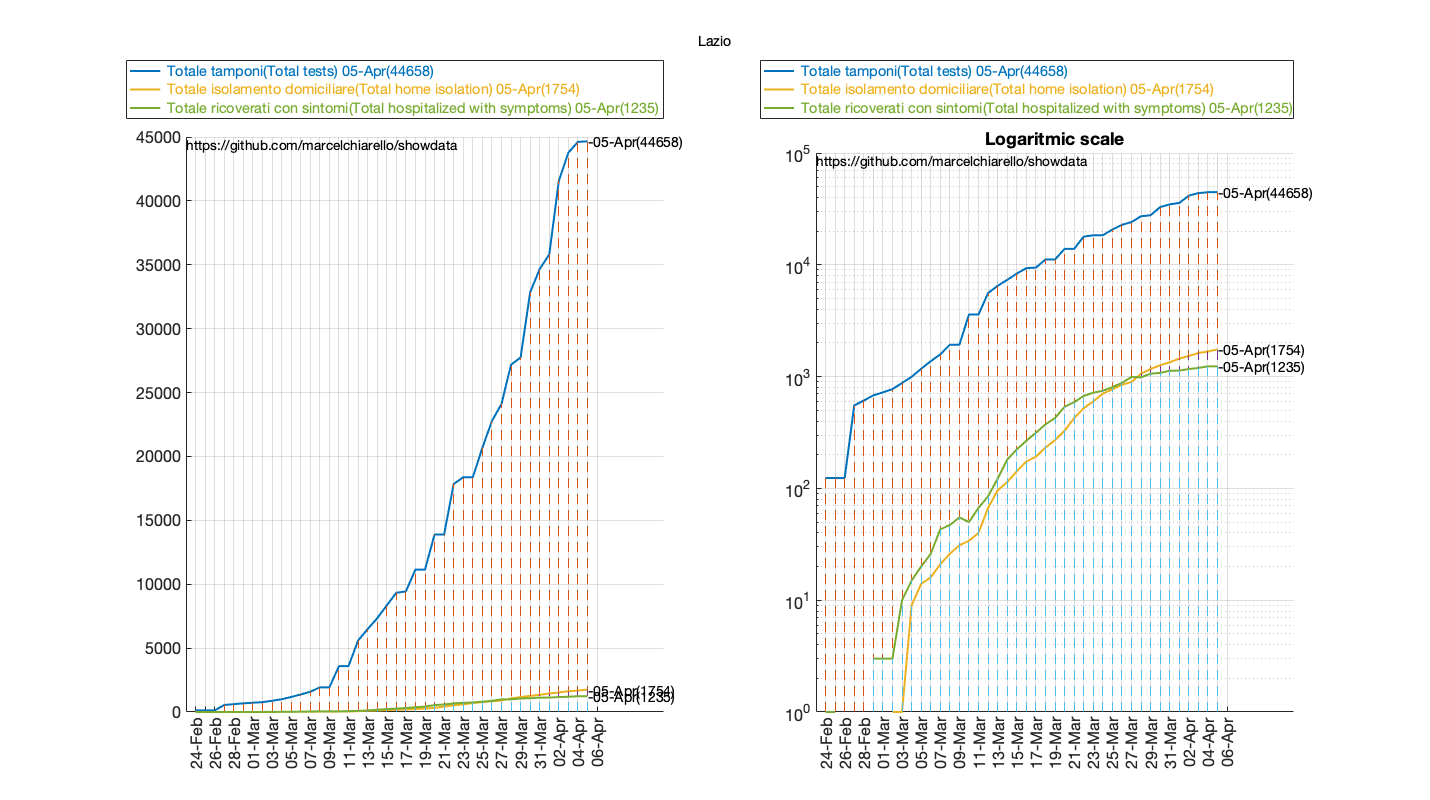 Lazio
Totale tamponi(Total tests) 05-Apr(44658)
Totale isolamento domiciliare(Total home isolation) 05-Apr(1754)
Totale ricoverati con sintomi(Total hospitalized with symptoms) 05-Apr(1235)
45000
40000
35000
30000
25000
20000
15000
10000
5000
0
https://github.com/marcelchiarello/showdata
-05-Apr(44658)
-05-Apr(1754)
-05-Apr(1235)
24-Feb
26-Feb
28-Feb
01-Mar
03-Mar
05-Mar
07-Mar
09-Mar
11-Mar
13-Mar
15-Mar
17-Mar
19-Mar
21-Mar
23-Mar
25-Mar
27-Mar
29-Mar
31-Mar
02-Apr
04-Apr
06-Apr
Totale tamponi(Total tests) 05-Apr(44658)
Totale isolamento domiciliare(Total home isolation) 05-Apr(1754)
Totale ricoverati con sintomi(Total hospitalized with symptoms) 05-Apr(1235)
Logaritmic scale
10^5
10^4
10^3
10^2
10^1
10^0
https://github.com/marcelchiarello/showdata
-05-Apr(44658)
-05-Apr(1754)
-05-Apr(1235)
24-Feb
26-Feb
28-Feb
01-Mar
03-Mar
05-Mar
07-Mar
09-Mar
11-Mar
13-Mar
15-Mar
17-Mar
19-Mar
21-Mar
23-Mar
25-Mar
27-Mar
29-Mar
31-Mar
02-Apr
04-Apr
06-Apr